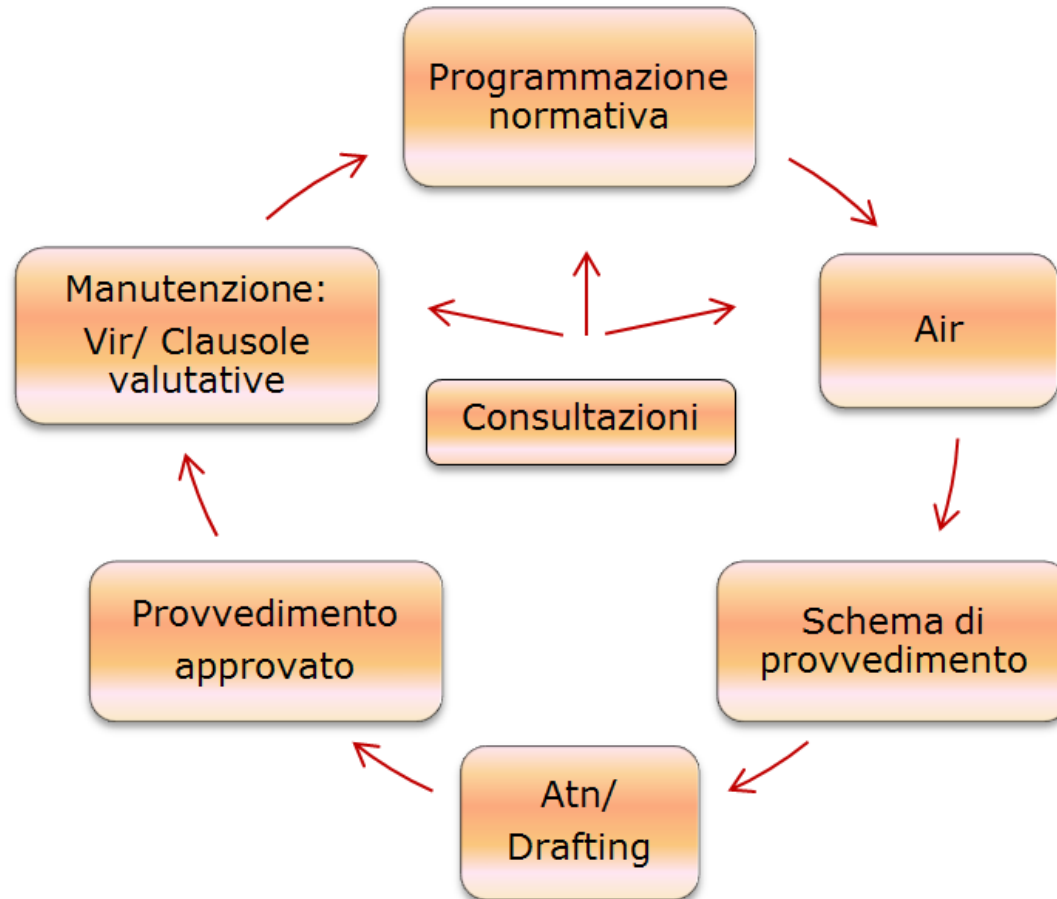 Programmazione
normativa
Manutenzione:
Vir/ Clausole
valutative
Air
Consultazioni
Provvedimento
approvato
Schema di
provvedimento
Atn/
Drafting